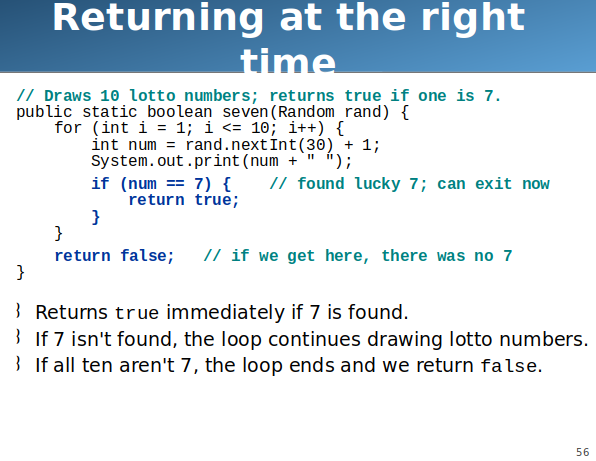 Returning at the right
time
// Draws 10 lotto numbers; returns true if one is 7.
public static boolean seven(Random rand) {
    for (int i = 1; i <= 10; i++) {
        int num = rand.nextInt(30) + 1;
        System.out.print(num + " ");
        if (num == 7) {    // found lucky 7; can exit now
            return true;
        }
    }
    return false;   // if we get here, there was no 7
}
⌇ Returns true immediately if 7 is found.
⌇ If 7 isn't found, the loop continues drawing lotto numbers.
⌇ If all ten aren't 7, the loop ends and we return false.
56